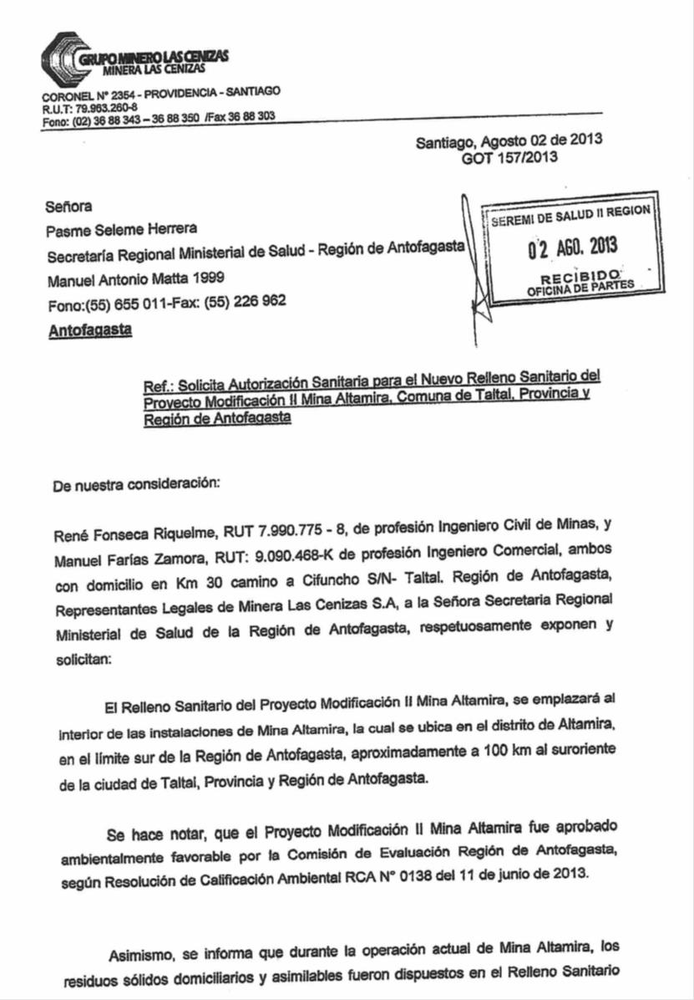 GRUPO MINERO LAS CENIZAS
MINERA LAS CENIZAS
CORONEL N° 2354 - PROVIDENCIA - SANTIAGO
R.U.T: 79.963.260-8
Fono: (02) 36 88 343 – 36 88 350 /Fax 36 88 303
Santiago, Agosto 02 de 2013
GOT 157/2013
Señora
Pasme Seleme Herrera
Secretaría Regional Ministerial de Salud - Región de Antofagasta
Manuel Antonio Matta 1999
Fono:(55) 655 011-Fax: (55) 226 962
Antofagasta
SEREMI DE SALUD II REGION
02 AGO. 2013
RECIBIDO
OFICINA DE PARTES
Ref.: Solicita Autorización Sanitaria para el Nuevo Relleno Sanitario del
Proyecto Modificación II Mina Altamira, Comuna de Taltal, Provincia y
Región de Antofagasta
De nuestra consideración:
René Fonseca Riquelme, RUT 7.990.775 - 8, de profesión Ingeniero Civil de Minas, y
Manuel Farías Zamora, RUT: 9.090.468-K de profesión Ingeniero Comercial, ambos
con domicilio en Km 30 camino a Cifuncho S/N- Taltal. Región de Antofagasta,
Representantes Legales de Minera Las Cenizas S.A, a la Señora Secretaria Regional
Ministerial de Salud de la Región de Antofagasta, respetuosamente exponen y
solicitan:
El Relleno Sanitario del Proyecto Modificación II Mina Altamira, se emplazará al
interior de las instalaciones de Mina Altamira, la cual se ubica en el distrito de Altamira,
en el límite sur de la Región de Antofagasta, aproximadamente a 100 km al suroriente
de la ciudad de Taltal, Provincia y Región de Antofagasta.
Se hace notar, que el Proyecto Modificación II Mina Altamira fue aprobado
ambientalmente favorable por la Comisión de Evaluación Región de Antofagasta,
según Resolución de Calificación Ambiental RCA N° 0138 del 11 de junio de 2013.
Asimismo, se informa que durante la operación actual de Mina Altamira, los
residuos sólidos domiciliarios y asimilables fueron dispuestos en el Relleno Sanitario